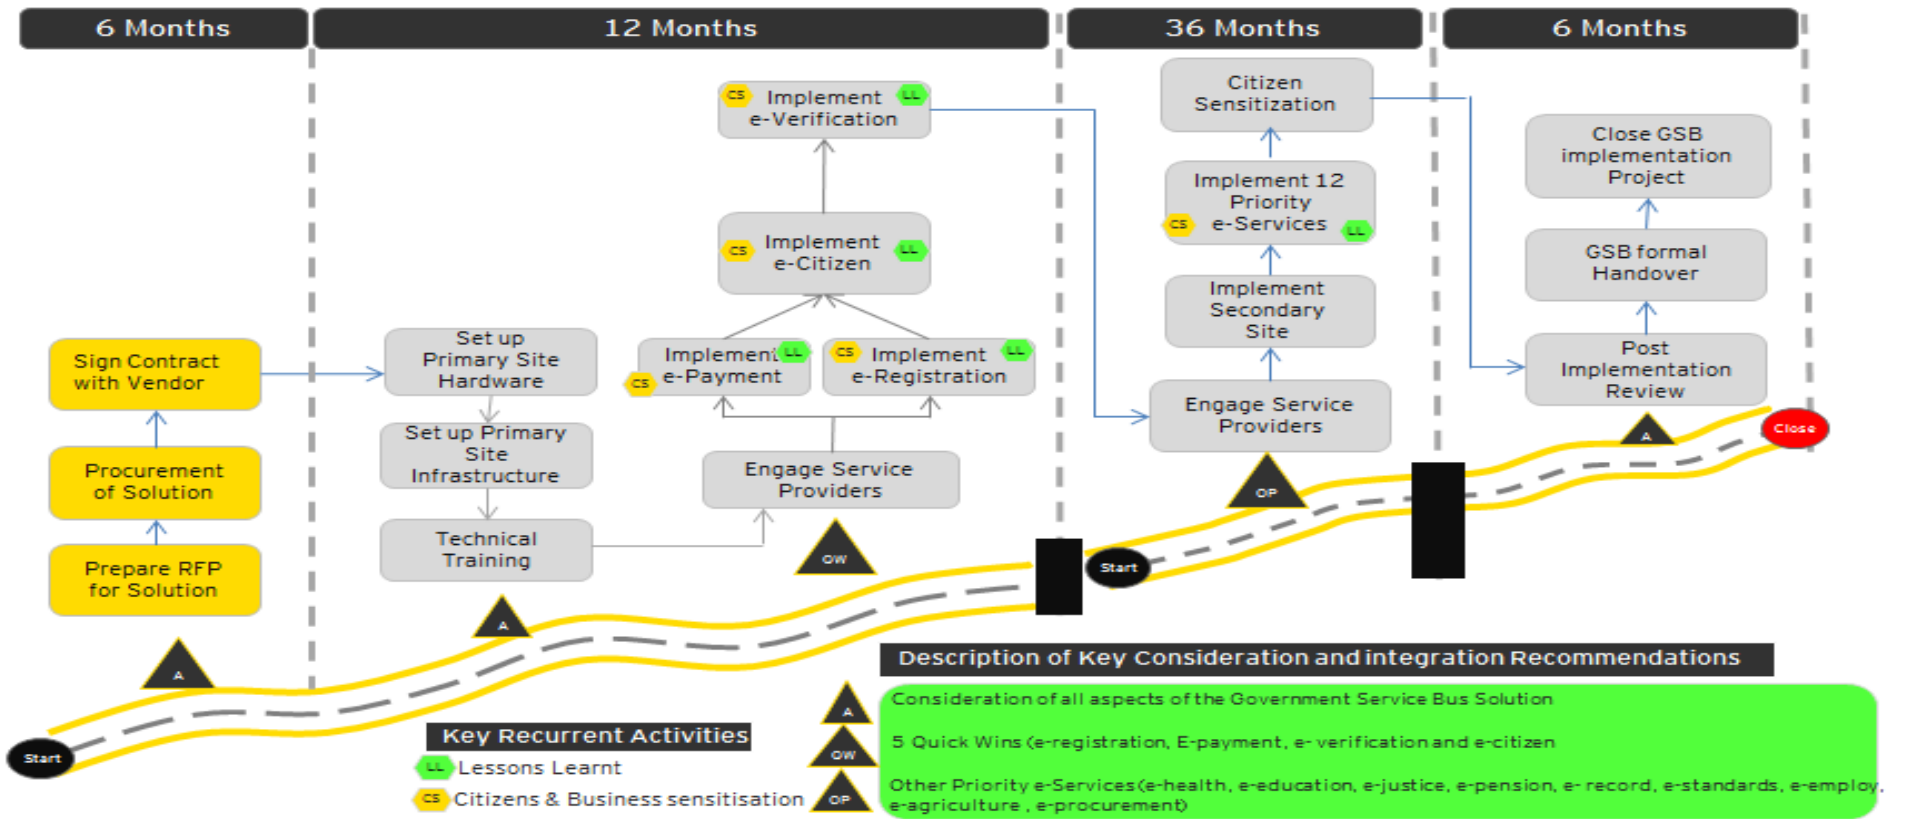 6 Months
12 Months
36 Months
6 Months
Sign Contract
with Vendor
Procurement
of Solution
Prepare RFP
for Solution
A
Start
Set up
Primary Site
Hardware
Set up Primary
Site
Infrastructure
Technical
Training
A
CS
Implement
e-Verification
LL
CS
Implement
e-Citizen
LL
Implement
e-Payment
LL
CS
CS
Implement
e-Registration
LL
Engage Service
Providers
QW
Citizen
Sensitization
Implement 12
Priority
e-Services
CS
LL
Implement
Secondary
Site
Engage Service
Providers
OP
Start
Close GSB
implementation
Project
GSB formal
Handover
Post
Implementation
Review
A
Close
Key Recurrent Activities
LL Lessons Learnt
CS Citizens & Business sensitisation
Description of Key Consideration and integration Recommendations
A Consideration of all aspects of the Government Service Bus Solution
QW 5 Quick Wins (e-registration, E-payment, e- verification and e-citizen
OP Other Priority e-Services (e-health, e-education, e-justice, e-pension, e- record, e-standards, e-employ,
e-agriculture , e-procurement)